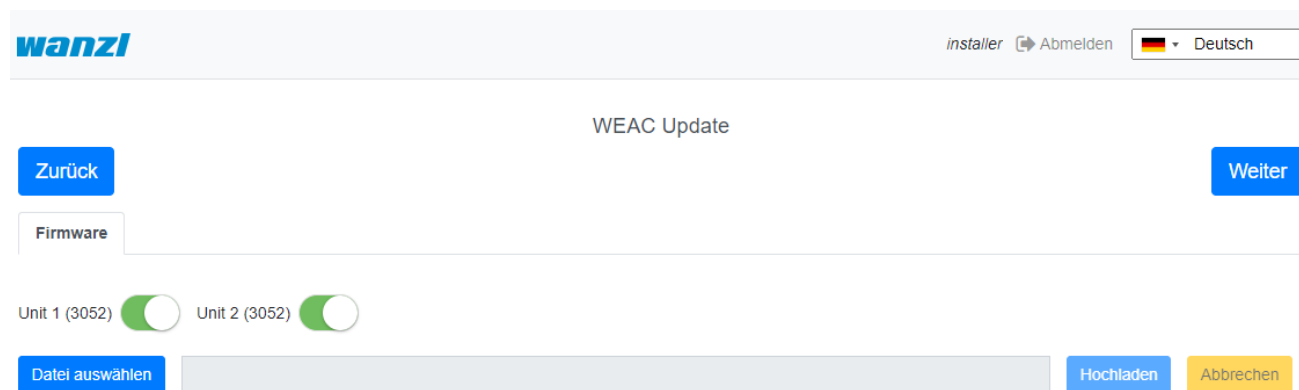 wanzl
installer Abmelden Deutsch
WEAC Update
Zurück Weiter
Firmware
Unit 1 (3052) Unit 2 (3052)
Datei auswählen Hochladen Abbrechen